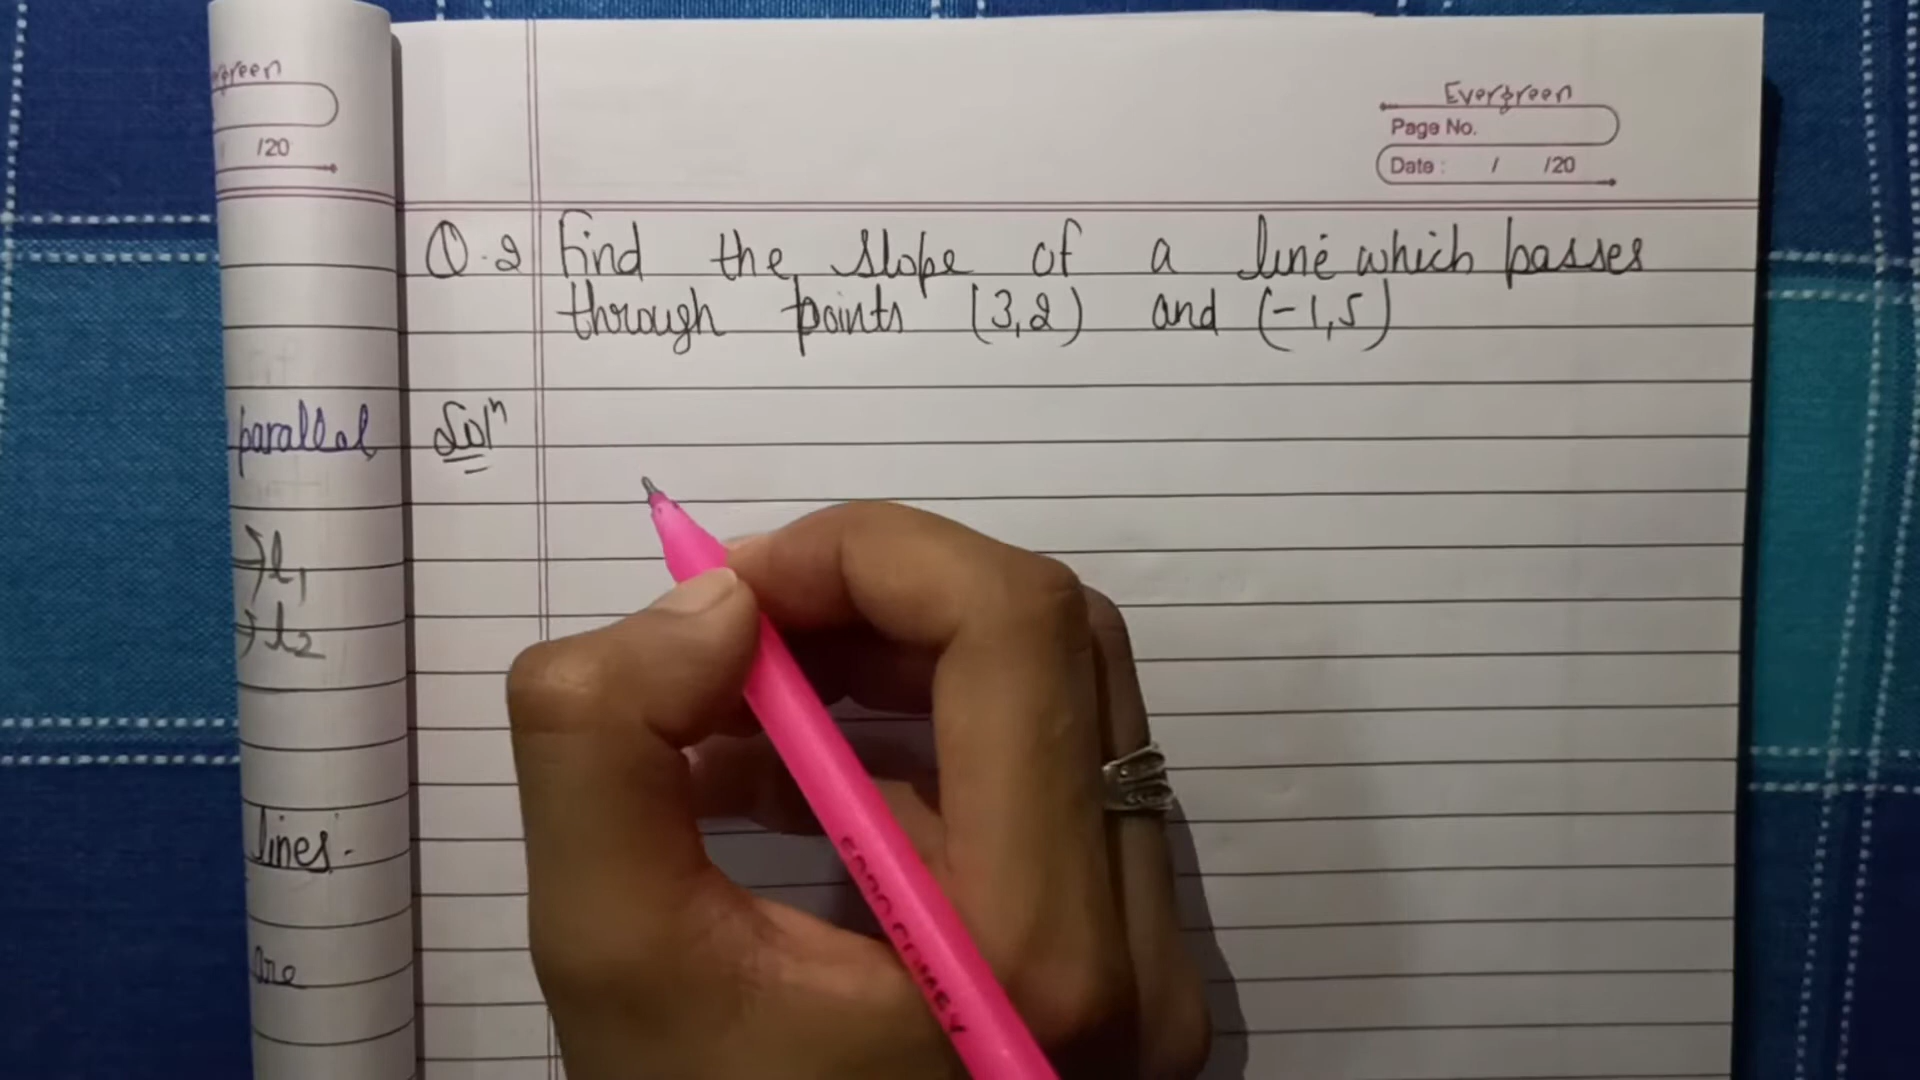 Evergreen
Page No.
Date : / /20
/20
Q.2 Find the slope of a line which passes
through points (3,2) and (-1,5)
Solⁿ
parallel
→ l₁
→ l₂
lines.
are